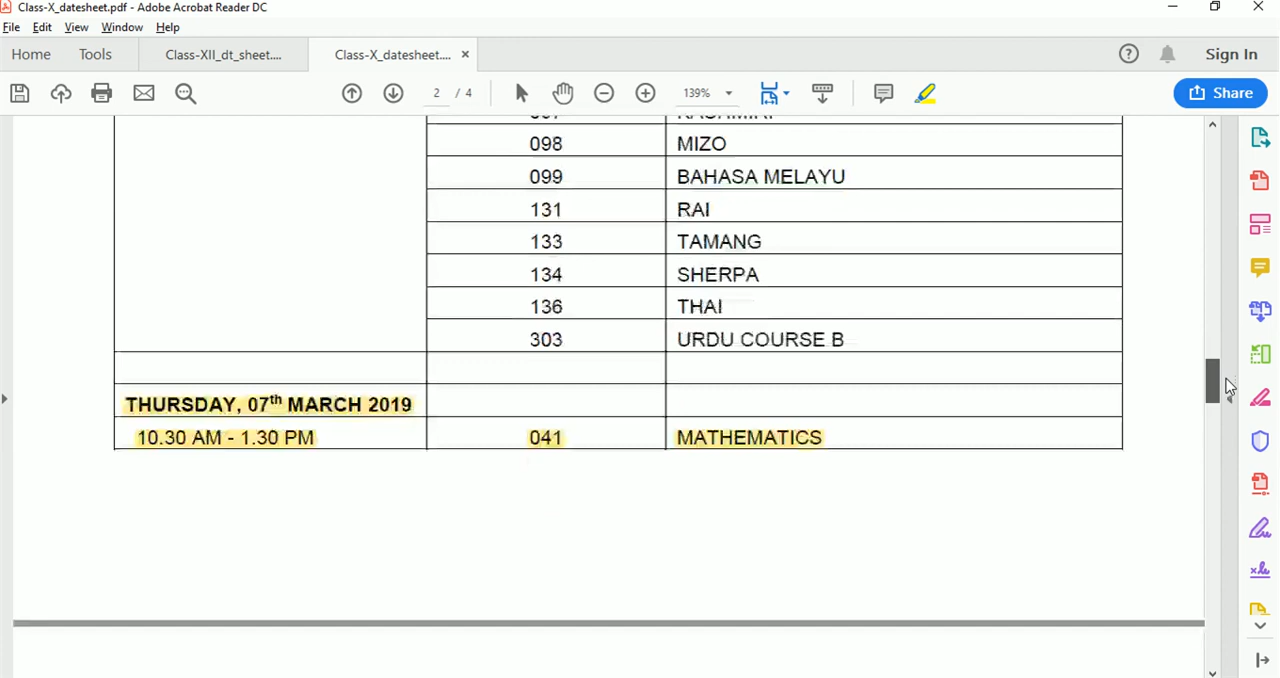 Class-X_datesheet.pdf - Adobe Acrobat Reader DC
File Edit View Window Help
Home Tools Class-XII_dt_sheet.... Class-X_datesheet.... × Sign In
2 / 4 139% Share
098 MIZO
099 BAHASA MELAYU
131 RAI
133 TAMANG
134 SHERPA
136 THAI
303 URDU COURSE B
THURSDAY, 07th MARCH 2019
10.30 AM - 1.30 PM 041 MATHEMATICS